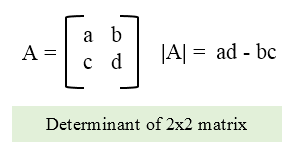 A = [ a b
c d ] |A| = ad - bc
Determinant of 2x2 matrix